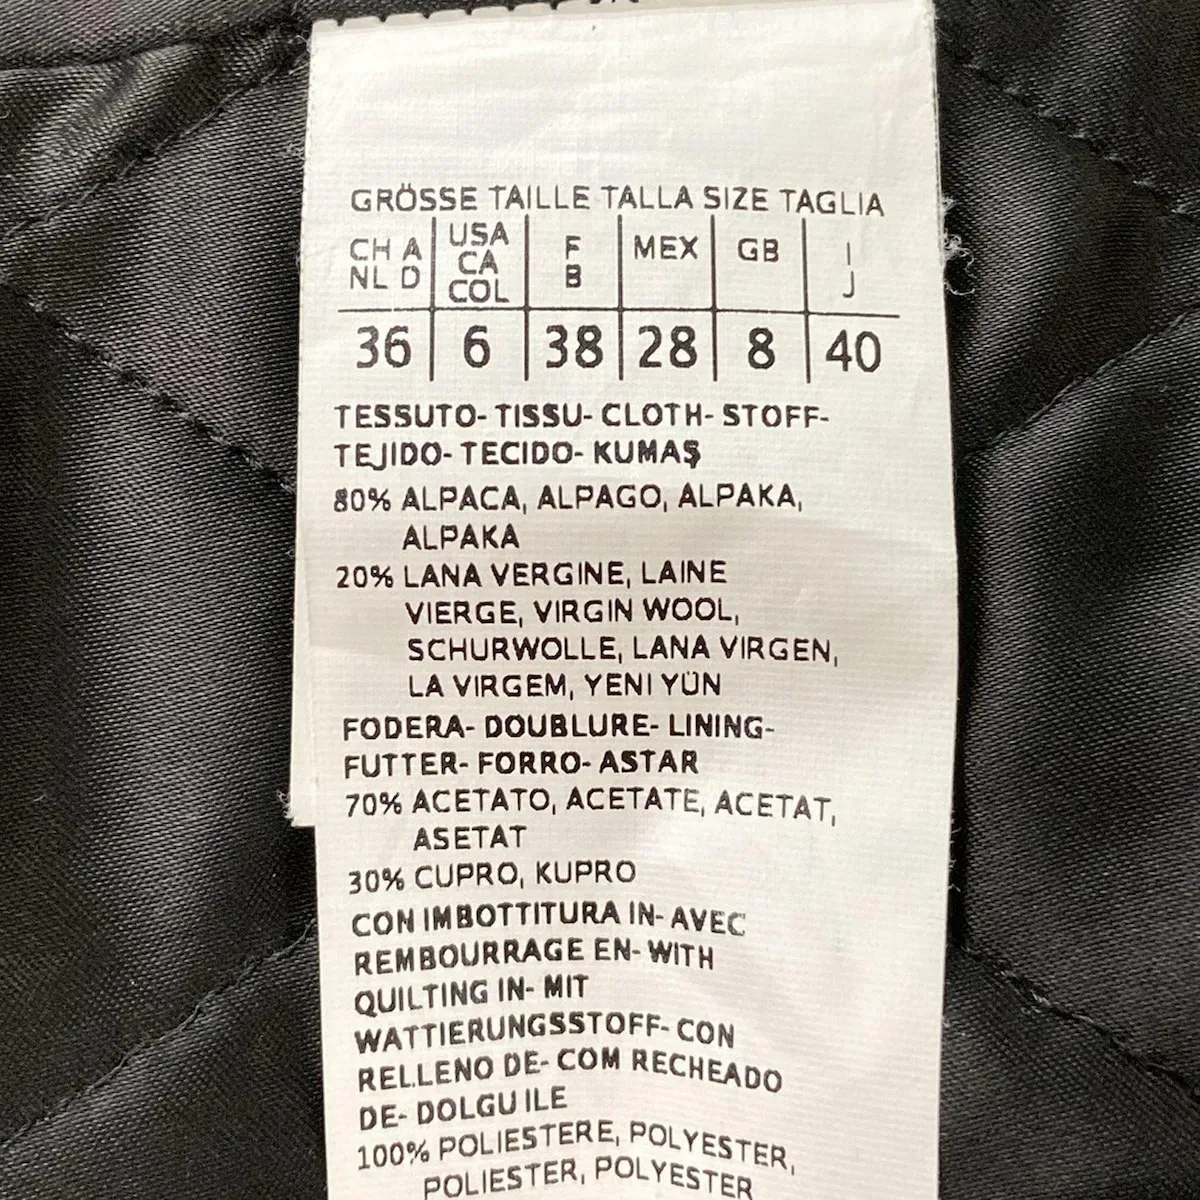 GRÖSSE TAILLE TALLA SIZE TAGLIA
CH A USA F MEX GB I
NL D CA B J
COL
36 6 38 28 8 40
TESSUTO- TISSU- CLOTH- STOFF-
TEJIDO- TECIDO- KUMAŞ
80% ALPACA, ALPAGO, ALPAKA,
ALPAKA
20% LANA VERGINE, LAINE
VIERGE, VIRGIN WOOL,
SCHURWOLLE, LANA VIRGEN,
LA VIRGEM, YENI YÜN
FODERA- DOUBLURE- LINING-
FUTTER- FORRO- ASTAR
70% ACETATO, ACETATE, ACETAT,
ASETAT
30% CUPRO, KUPRO
CON IMBOTTITURA IN- AVEC
REMBOURRAGE EN- WITH
QUILTING IN- MIT
WATTIERUNGSSTOFF- CON
RELLENO DE- COM RECHEADO
DE- DOLGU ILE
100% POLIESTERE, POLYESTER,
POLIESTER, POLYESTER